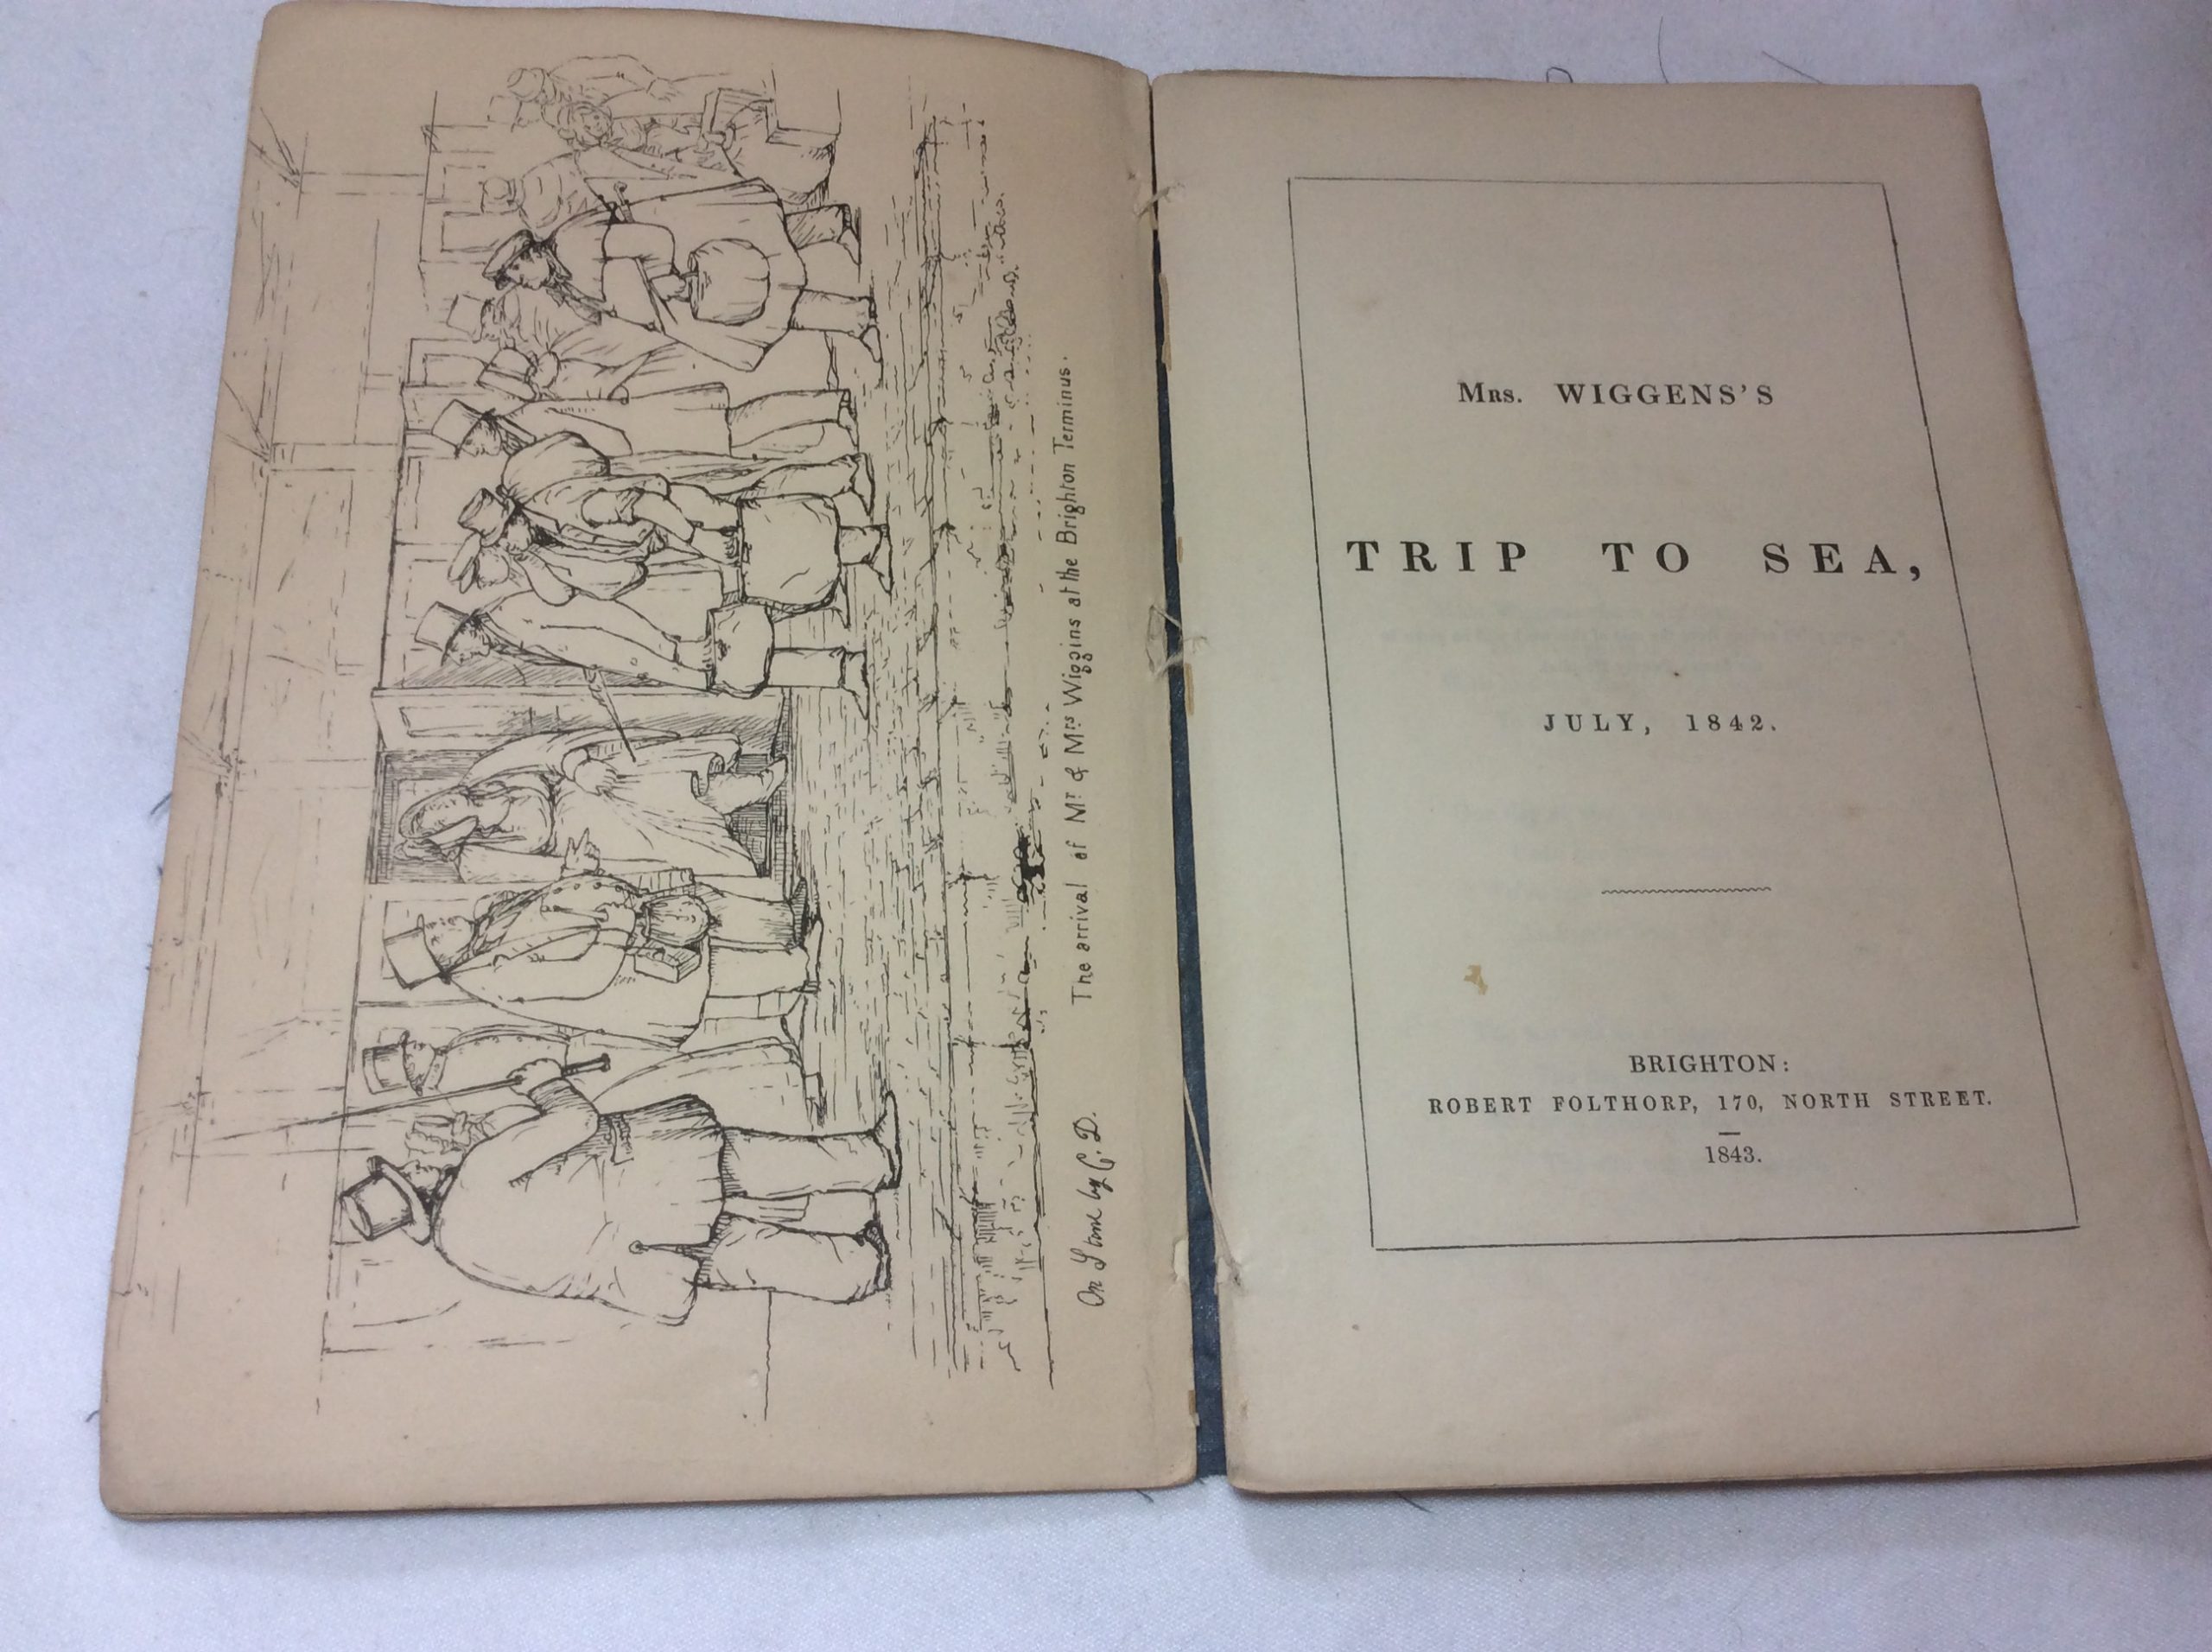 The arrival of Mr & Mrs Wiggins at the Brighton Terminus.
On Stone by C. D.
Mrs. WIGGENS'S
TRIP TO SEA,
JULY, 1842.
BRIGHTON:
ROBERT FOLTHORP, 170, NORTH STREET.
1843.